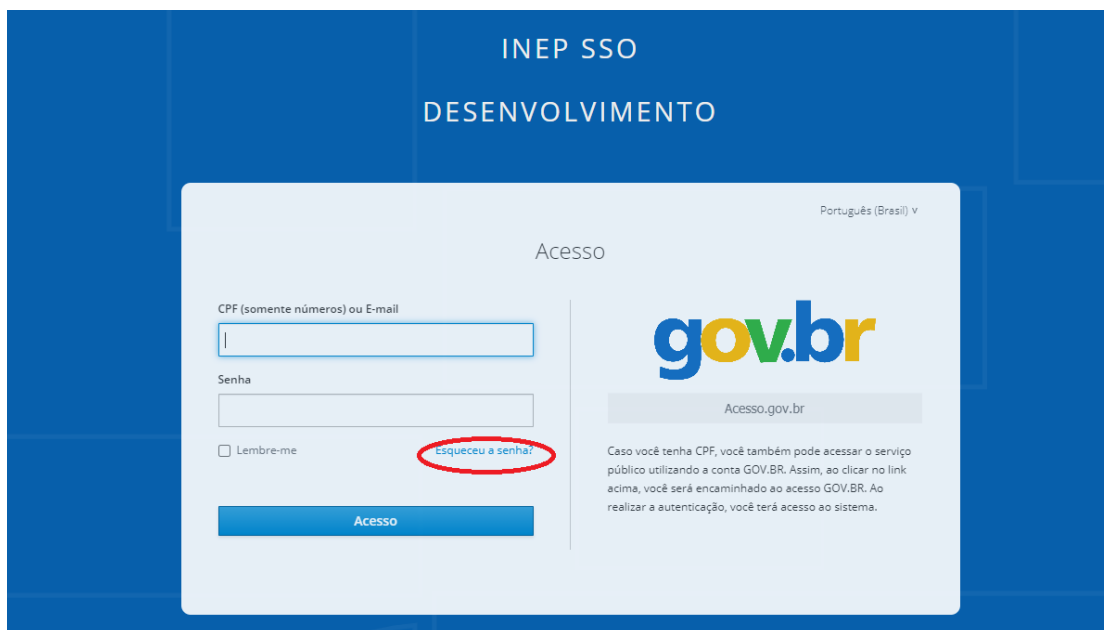 INEP SSO
DESENVOLVIMENTO
Português (Brasil) v
Acesso
CPF (somente números) ou E-mail
Senha
Lembre-me
Esqueceu a senha?
Acesso
gov.br
Acesso.gov.br
Caso você tenha CPF, você também pode acessar o serviço
público utilizando a conta GOV.BR. Assim, ao clicar no link
acima, você será encaminhado ao acesso GOV.BR. Ao
realizar a autenticação, você terá acesso ao sistema.